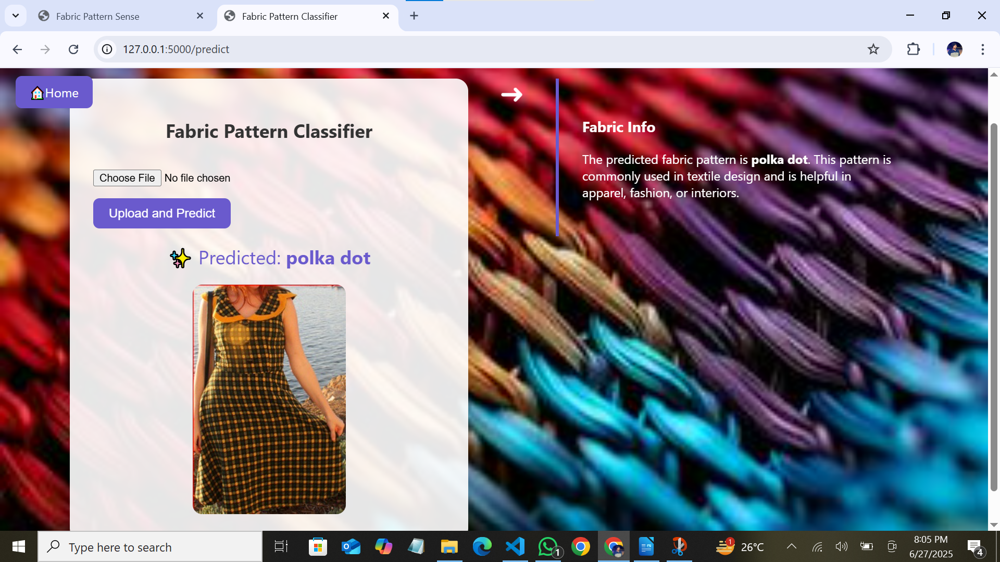 Fabric Pattern Sense
Fabric Pattern Classifier
127.0.0.1:5000/predict
Home
Fabric Pattern Classifier
Choose File No file chosen
Upload and Predict
Predicted: polka dot
Fabric Info
The predicted fabric pattern is polka dot. This pattern is
commonly used in textile design and is helpful in
apparel, fashion, or interiors.
Type here to search
1
1
26°C
8:05 PM
6/27/2025
4